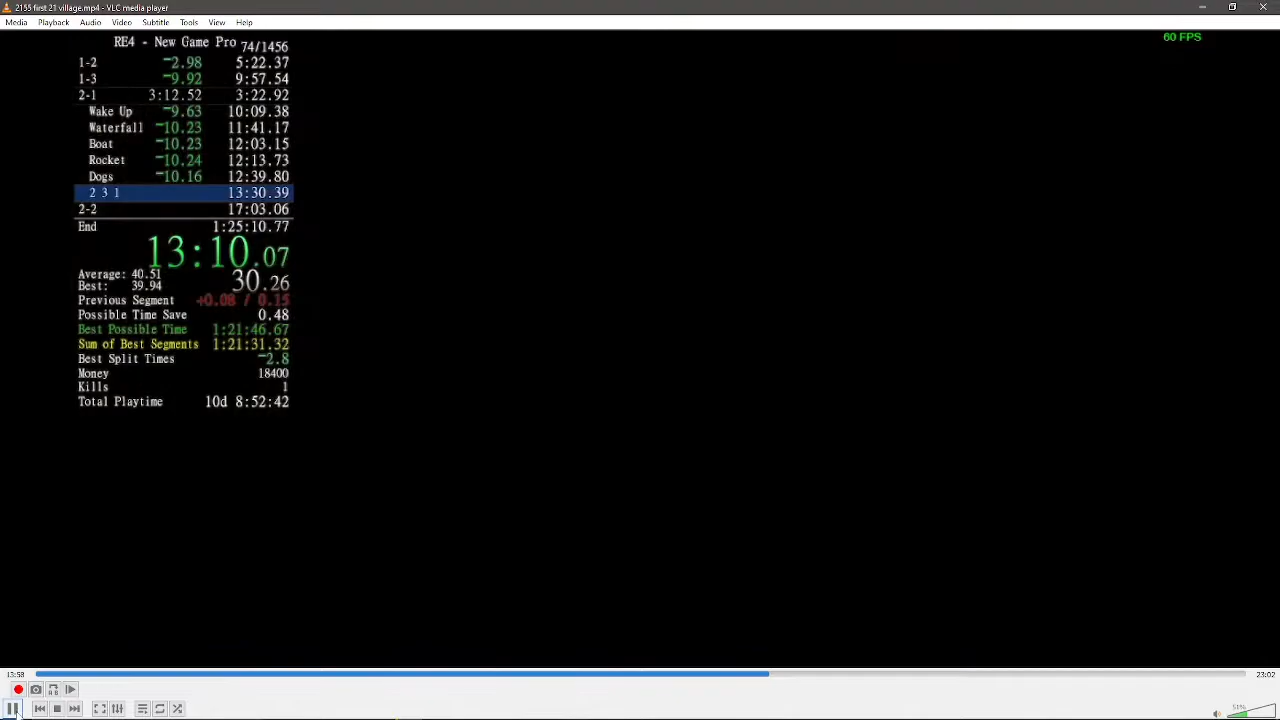 2155 first 21 village.mp4 - VLC media player
Media Playback Audio Video Subtitle Tools View Help
60 FPS
RE4 - New Game Pro 74/1456
1-2 -2.98 5:22.37
1-3 -9.92 9:57.54
2-1 3:12.52 3:22.92
Wake Up -9.63 10:09.38
Waterfall -10.23 11:41.17
Boat -10.23 12:03.15
Rocket -10.24 12:13.73
Dogs -10.16 12:39.80
2 3 1 13:30.39
2-2 17:03.06
End 1:25:10.77
13:10.07
Average: 40.51
Best: 39.94 30.26
Previous Segment +0.08 / 0.15
Possible Time Save 0.48
Best Possible Time 1:21:46.67
Sum of Best Segments 1:21:31.32
Best Split Times -2.8
Money 18400
Kills 1
Total Playtime 10d 8:52:42
13:58 23:02
51%